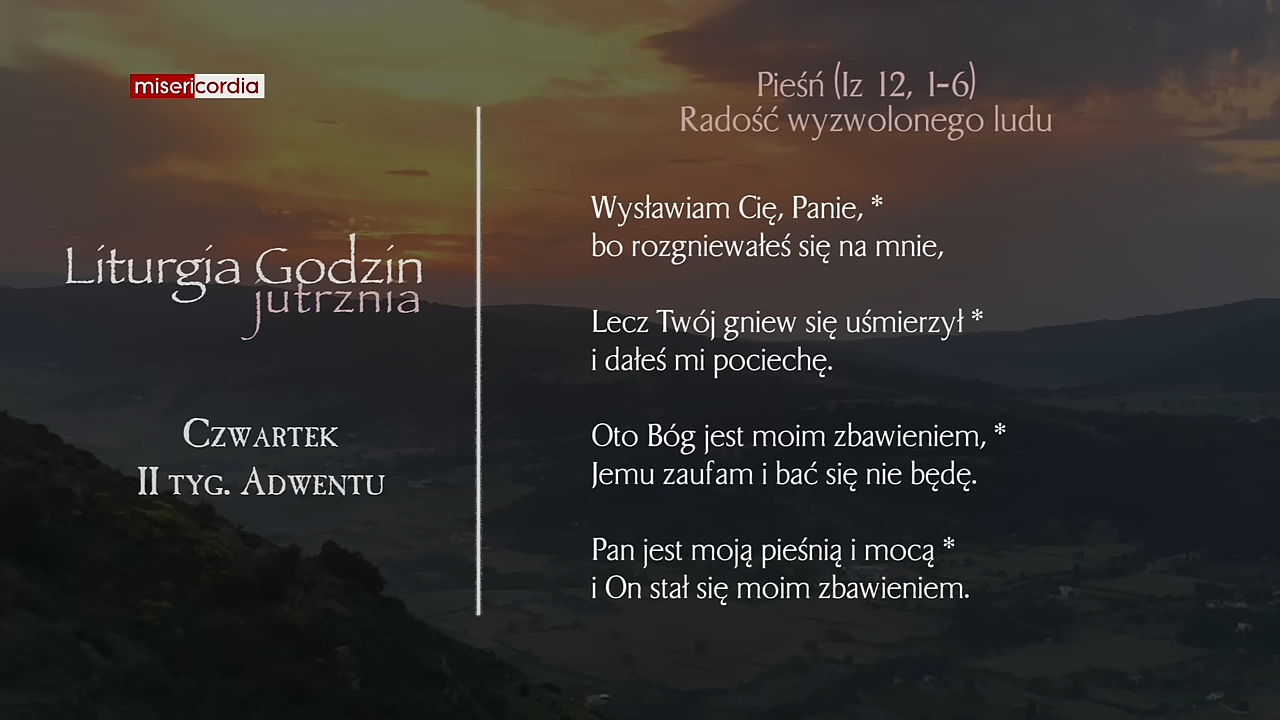 misericordia
Liturgia Godzin
jutrznia
Czwartek
II tyg. Adwentu
Pieśń (Iz 12, 1-6)
Radość wyzwolonego ludu
Wysławiam Cię, Panie, *
bo rozgniewałeś się na mnie,
Lecz Twój gniew się uśmierzył *
i dałeś mi pociechę.
Oto Bóg jest moim zbawieniem, *
Jemu zaufam i bać się nie będę.
Pan jest moją pieśnią i mocą *
i On stał się moim zbawieniem.